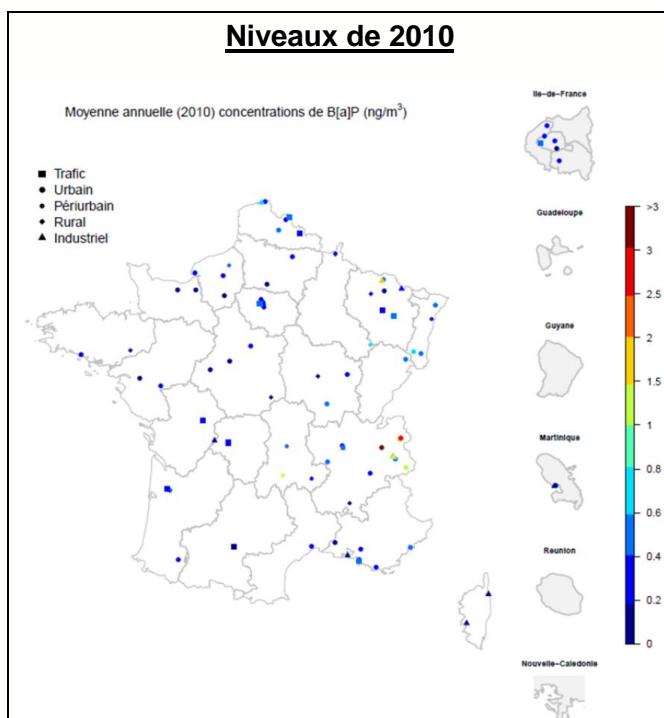 Niveaux de 2010
Moyenne annuelle (2010) concentrations de B[a]P (ng/m³)
Trafic
Urbain
Périurbain
Rural
Industriel
Ile-de-France
Guadeloupe
Guyane
Martinique
Reunion
Nouvelle-Caledonie
>3
3
2.5
2
1.5
1
0.8
0.6
0.4
0.2
0